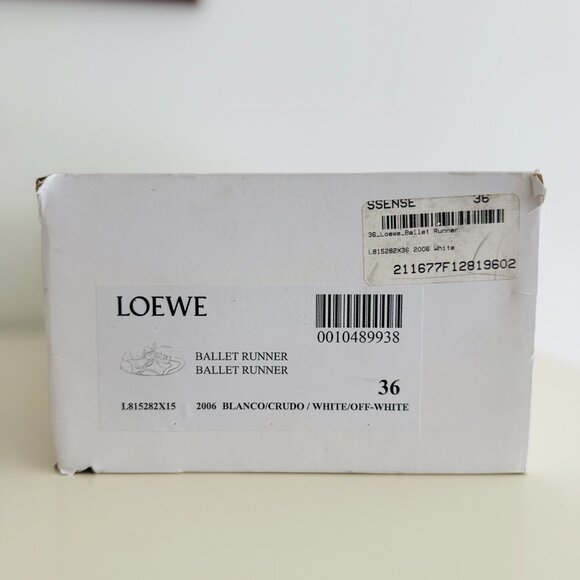 SSENSE 36
36_Loewe_Ballet Runner
L815282X36 2006 White
211677F12819602
LOEWE
0010489938
BALLET RUNNER
BALLET RUNNER
36
L815282X15 2006 BLANCO/CRUDO / WHITE/OFF-WHITE